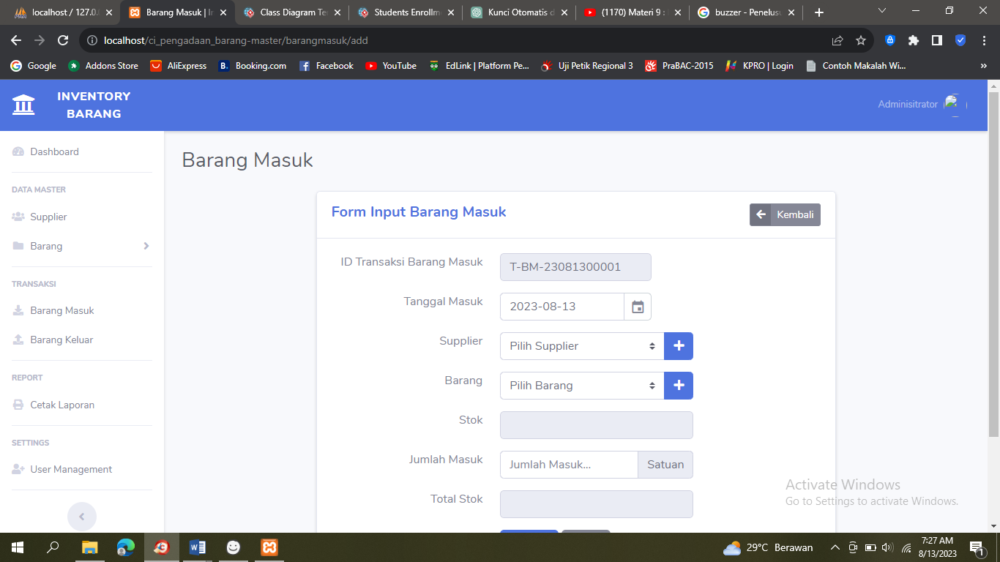 localhost / 127.0.
Barang Masuk | In
Class Diagram Te
Students Enrollm
Kunci Otomatis d
(1170) Materi 9 :
buzzer - Penelusu
localhost/ci_pengadaan_barang-master/barangmasuk/add
Google
Addons Store
AliExpress
Booking.com
Facebook
YouTube
EdLink | Platform Pe...
Uji Petik Regional 3
PraBAC-2015
KPRO | Login
Contoh Makalah Wi...
»
INVENTORY
BARANG
Adminisitrator
Dashboard
DATA MASTER
Supplier
Barang
TRANSAKSI
Barang Masuk
Barang Keluar
REPORT
Cetak Laporan
SETTINGS
User Management
Barang Masuk
Form Input Barang Masuk
Kembali
ID Transaksi Barang Masuk
T-BM-23081300001
Tanggal Masuk
2023-08-13
Supplier
Pilih Supplier
Barang
Pilih Barang
Stok
Jumlah Masuk
Jumlah Masuk...
Satuan
Total Stok
Activate Windows
Go to Settings to activate Windows.
29°C Berawan
7:27 AM
8/13/2023
1